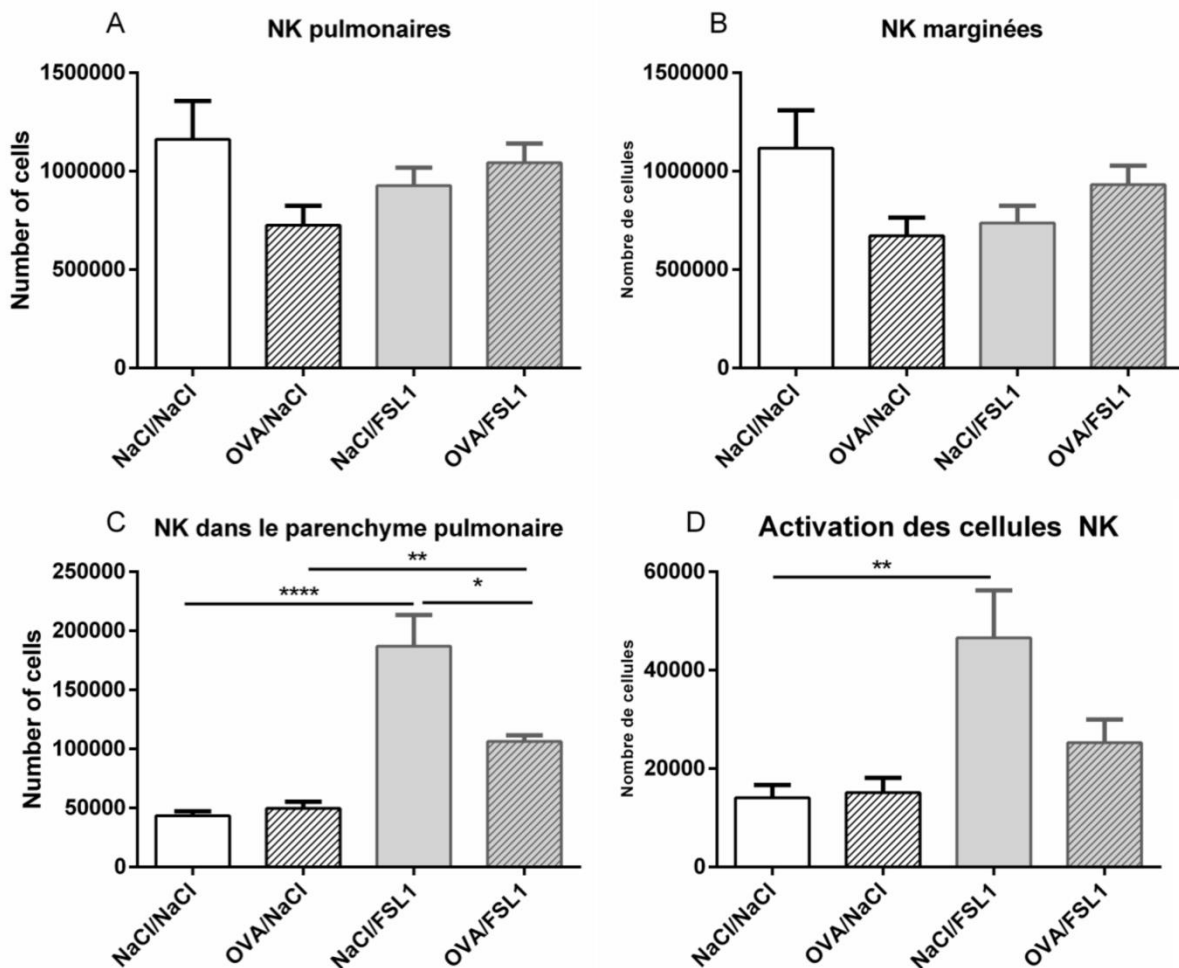 A
NK pulmonaires
Number of cells
1500000
1000000
500000
0
NaCl/NaCl
OVA/NaCl
NaCl/FSL1
OVA/FSL1
B
NK marginées
Nombre de cellules
1500000
1000000
500000
0
NaCl/NaCl
OVA/NaCl
NaCl/FSL1
OVA/FSL1
C
NK dans le parenchyme pulmonaire
Number of cells
250000
200000
150000
100000
50000
0
**
****
*
NaCl/NaCl
OVA/NaCl
NaCl/FSL1
OVA/FSL1
D
Activation des cellules NK
Nombre de cellules
60000
40000
20000
0
**
NaCl/NaCl
OVA/NaCl
NaCl/FSL1
OVA/FSL1